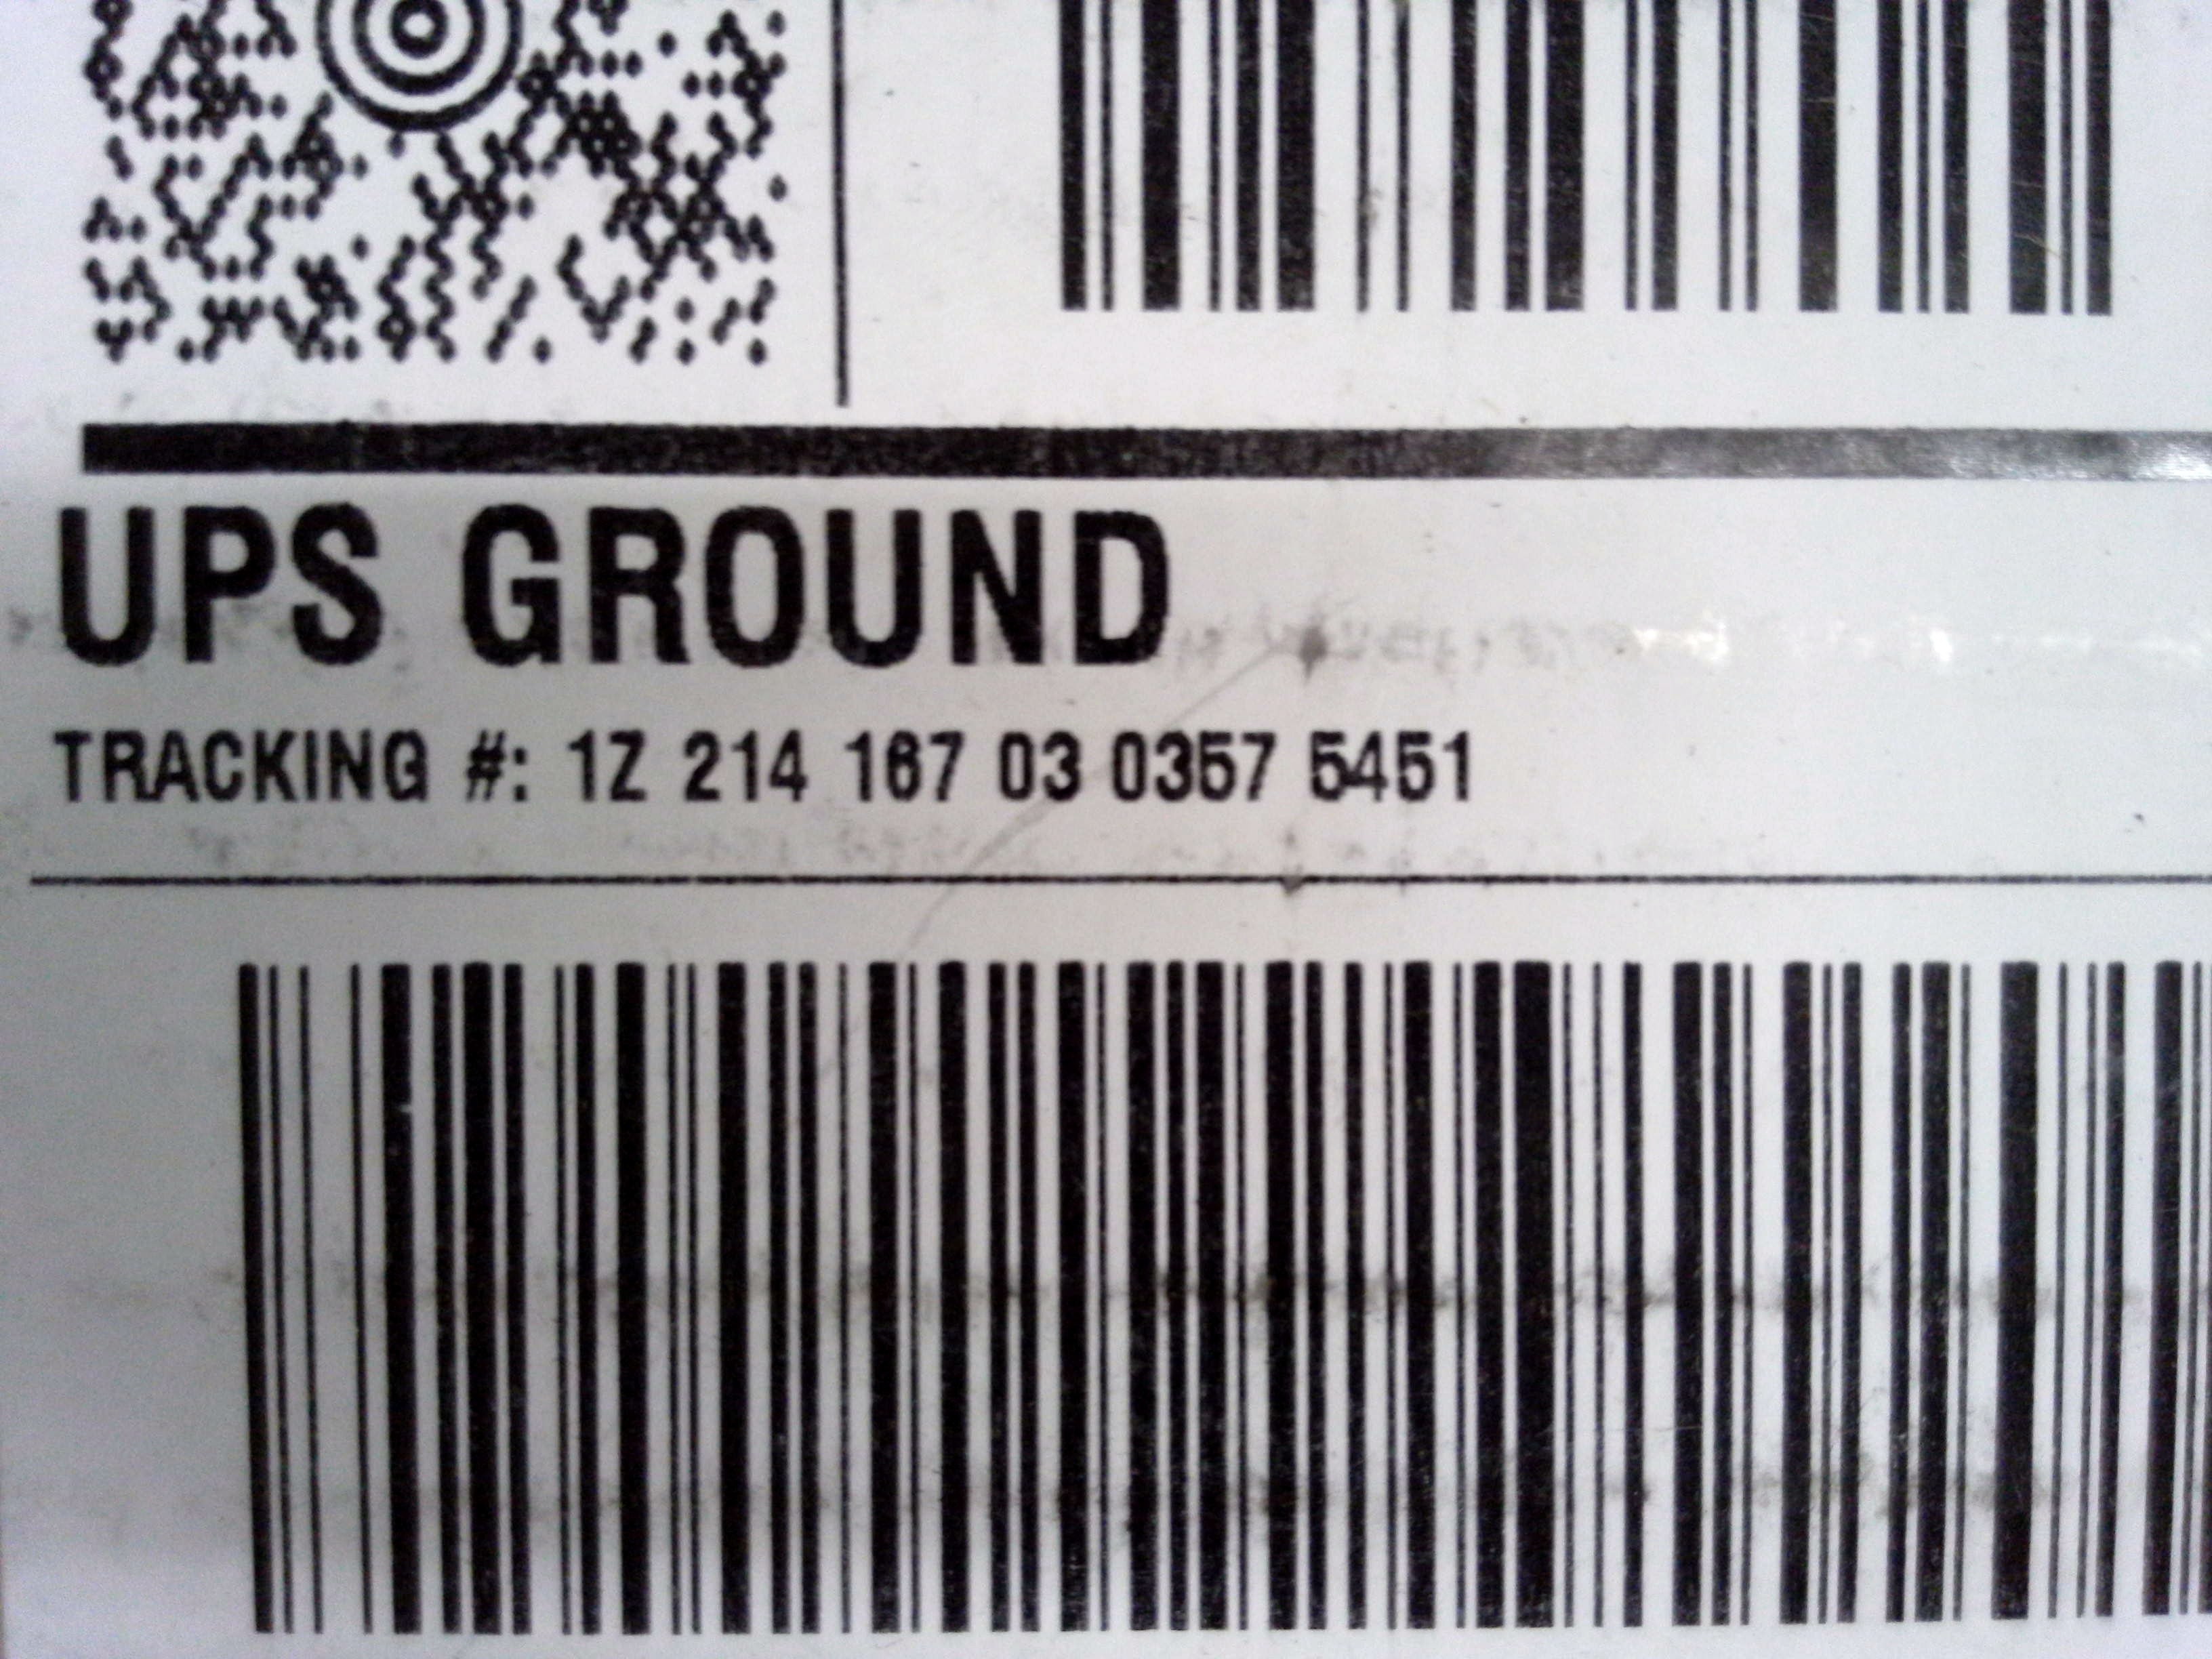 UPS GROUND
TRACKING #: 1Z 214 167 03 0357 5451